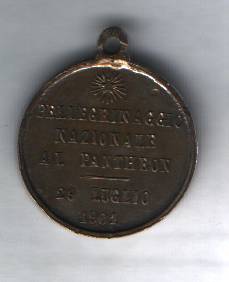 PELLEGRINAGGIO
NAZIONALE
AL PANTHEON
29 LUGLIO
1901